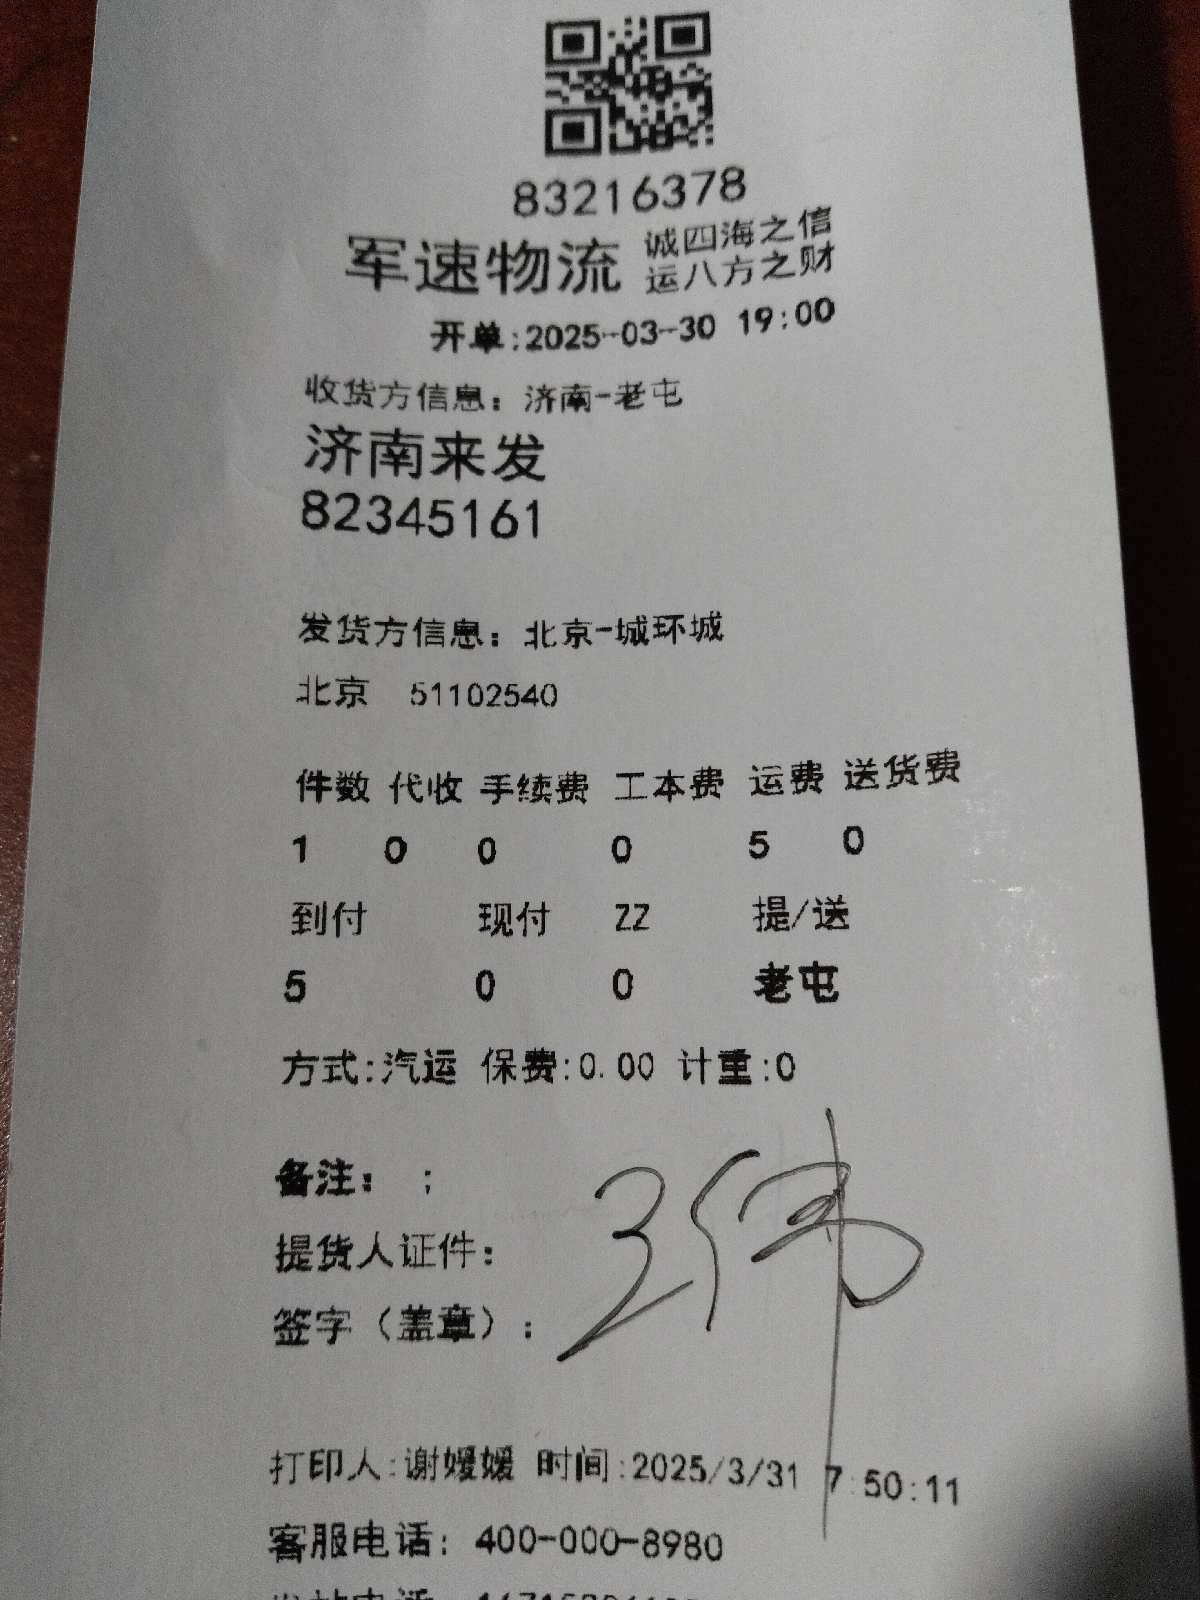 83216378
军速物流 诚四海之信
运八方之财
开单:2025-03-30 19:00
收货方信息: 济南-老屯
济南来发
82345161
发货方信息: 北京-城环城
北京 51102540
件数 代收 手续费 工本费 运费 送货费
1 0 0 0 5 0
到付 现付 ZZ 提/送
5 0 0 老屯
方式:汽运 保费:0.00 计重:0
备注: ;
提货人证件:
签字（盖章）:
打印人:谢媛媛 时间:2025/3/31 7:50:11
客服电话: 400-000-8980